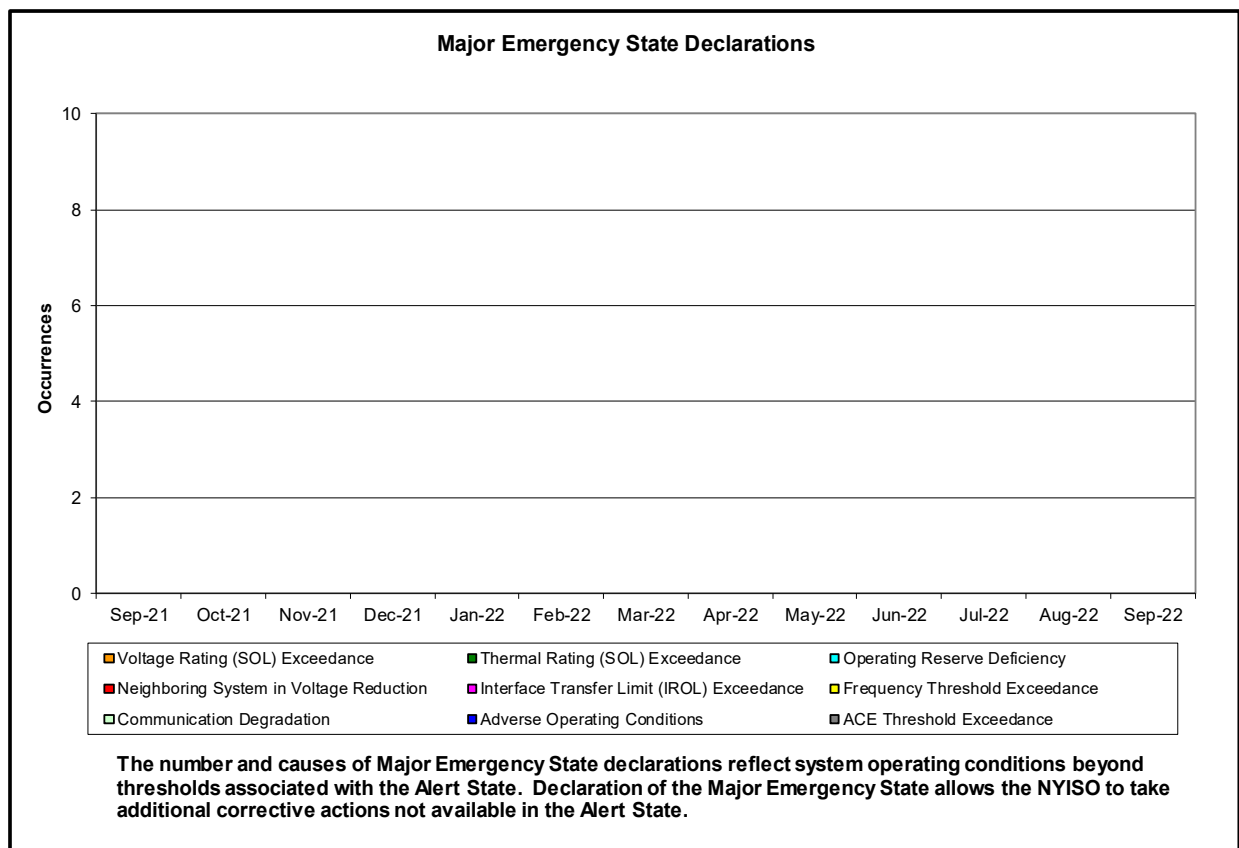 Major Emergency State Declarations
10
8
6
4
2
0
Occurrences
Sep-21 Oct-21 Nov-21 Dec-21 Jan-22 Feb-22 Mar-22 Apr-22 May-22 Jun-22 Jul-22 Aug-22 Sep-22
Voltage Rating (SOL) Exceedance Thermal Rating (SOL) Exceedance Operating Reserve Deficiency
Neighboring System in Voltage Reduction Interface Transfer Limit (IROL) Exceedance Frequency Threshold Exceedance
Communication Degradation Adverse Operating Conditions ACE Threshold Exceedance
The number and causes of Major Emergency State declarations reflect system operating conditions beyond
thresholds associated with the Alert State.  Declaration of the Major Emergency State allows the NYISO to take
additional corrective actions not available in the Alert State.